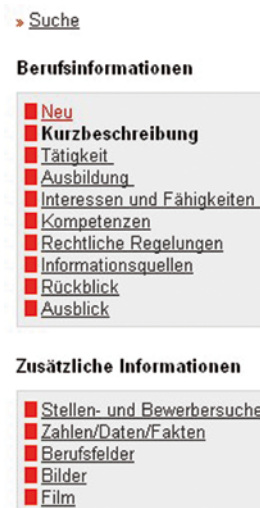 » Suche
Berufsinformationen
Neu
Kurzbeschreibung
Tätigkeit
Ausbildung
Interessen und Fähigkeiten
Kompetenzen
Rechtliche Regelungen
Informationsquellen
Rückblick
Ausblick
Zusätzliche Informationen
Stellen- und Bewerbersuche
Zahlen/Daten/Fakten
Berufsfelder
Bilder
Film